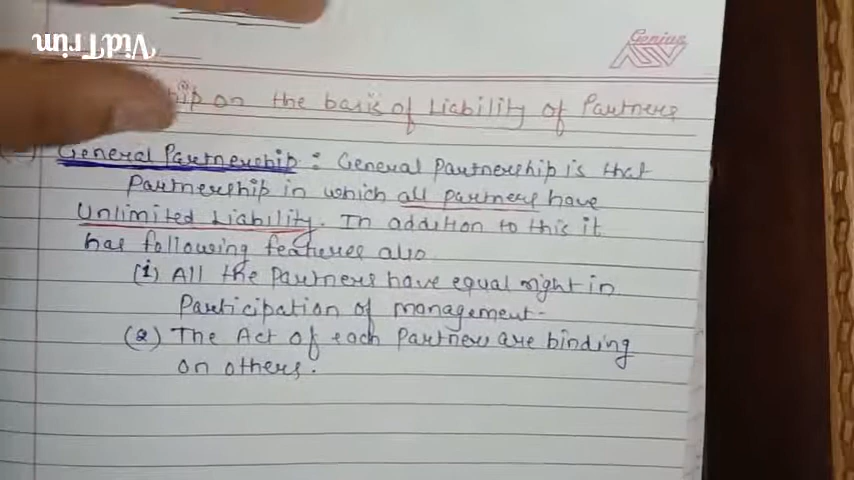 VidTrim
Genius
on the basis of Liability of Partners
General Partnership : General Partnership is that
Partnership in which all partners have
Unlimited Liability. In addition to this it
has following features also
(1) All the Partners have equal right in
Participation of management.
(2) The Act of each Partner are binding
on others.